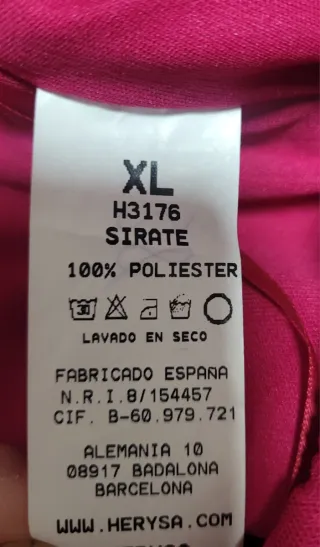 XL
H3176
SIRATE
100% POLIESTER
30
LAVADO EN SECO
FABRICADO ESPAÑA
N.R.I.8/154457
CIF. B-60.979.721
ALEMANIA 10
08917 BADALONA
BARCELONA
WWW.HERYSA.COM